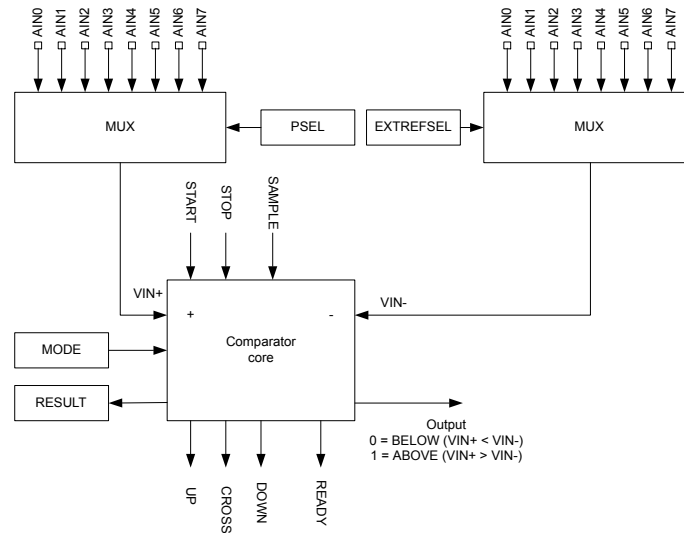 AIN0 AIN1 AIN2 AIN3 AIN4 AIN5 AIN6 AIN7
AIN0 AIN1 AIN2 AIN3 AIN4 AIN5 AIN6 AIN7
MUX
PSEL
EXTREFSEL
MUX
START
STOP
SAMPLE
VIN+
VIN-
+
-
Comparator
core
MODE
RESULT
Output
0 = BELOW (VIN+ < VIN-)
1 = ABOVE (VIN+ > VIN-)
UP
CROSS
DOWN
READY